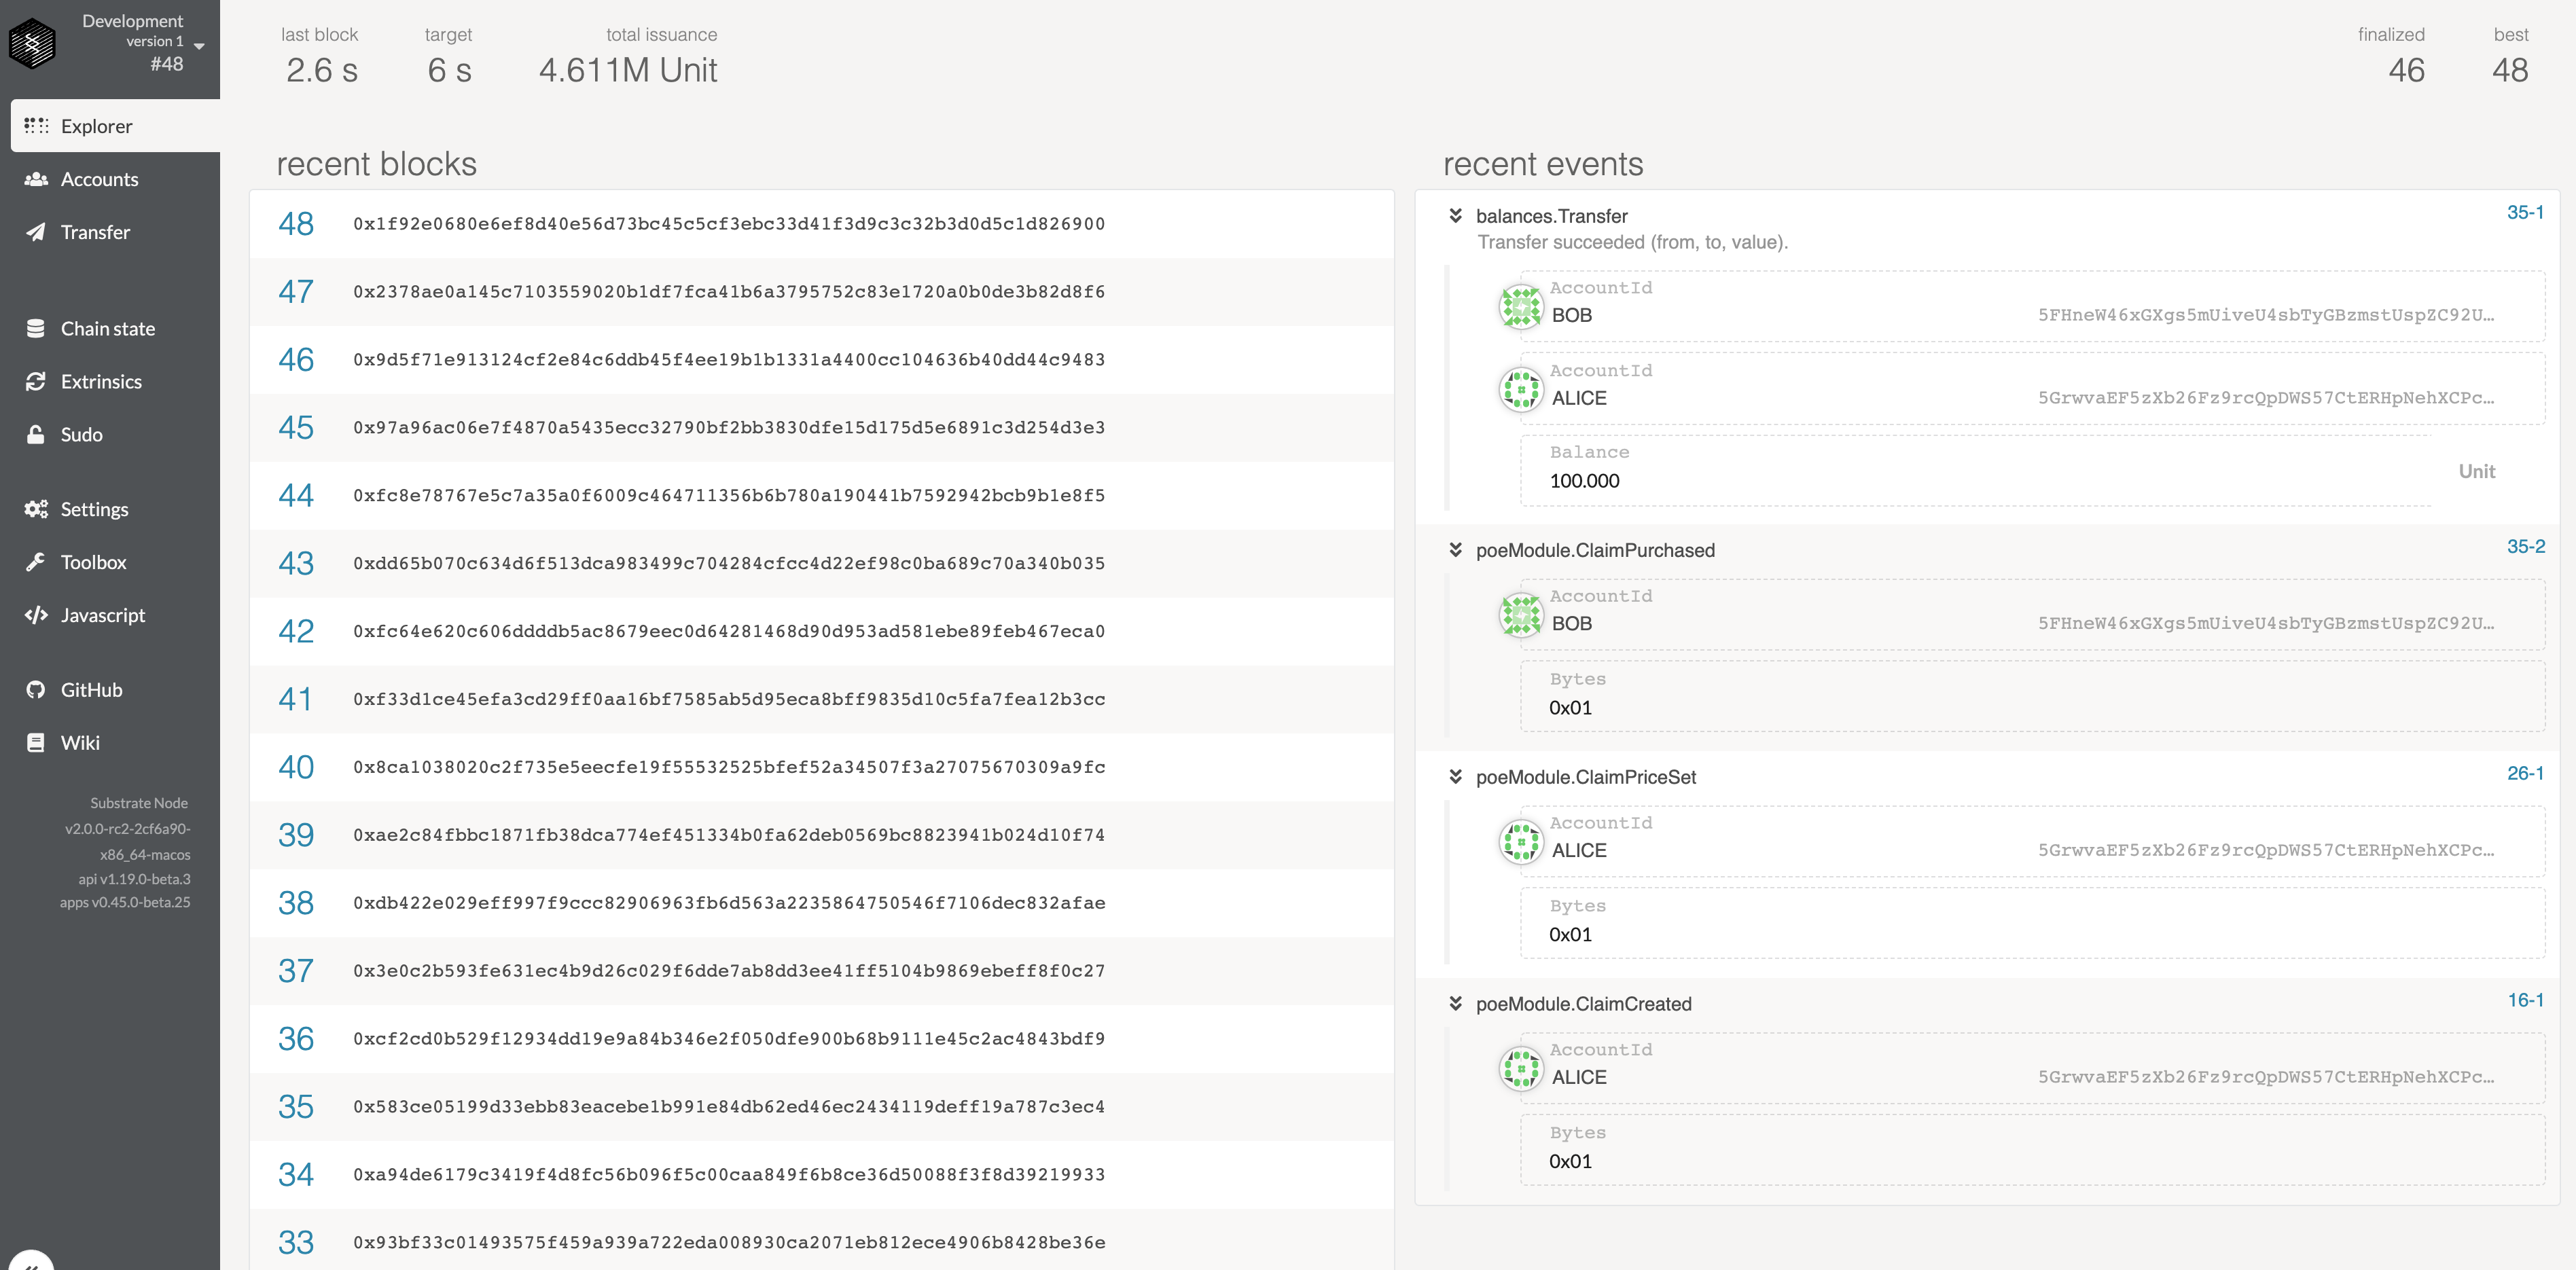 Development
version 1
#48
Explorer
Accounts
Transfer
Chain state
Extrinsics
Sudo
Settings
Toolbox
Javascript
GitHub
Wiki
Substrate Node
v2.0.0-rc2-2cf6a90-
x86_64-macos
api v1.19.0-beta.3
apps v0.45.0-beta.25
last block target total issuance finalized best
2.6 s 6 s 4.611M Unit 46 48
recent blocks
48 0x1f92e0680e6ef8d40e56d73bc45c5cf3ebc33d41f3d9c3c32b3d0d5c1d826900
47 0x2378ae0a145c7103559020b1df7fca41b6a3795752c83e1720a0b0de3b82d8f6
46 0x9d5f71e913124cf2e84c6ddb45f4ee19b1b1331a4400cc104636b40dd44c9483
45 0x97a96ac06e7f4870a5435ecc32790bf2bb3830dfe15d175d5e6891c3d254d3e3
44 0xfc8e78767e5c7a35a0f6009c464711356b6b780a190441b7592942bcb9b1e8f5
43 0xdd65b070c634d6f513dca983499c704284cfcc4d22ef98c0ba689c70a340b035
42 0xfc64e620c606ddddb5ac8679eec0d64281468d90d953ad581ebe89feb467eca0
41 0xf33d1ce45efa3cd29ff0aa16bf7585ab5d95eca8bff9835d10c5fa7fea12b3cc
40 0x8ca1038020c2f735e5eecfe19f55532525bfef52a34507f3a27075670309a9fc
39 0xae2c84fbbc1871fb38dca774ef451334b0fa62deb0569bc8823941b024d10f74
38 0xdb422e029eff997f9ccc82906963fb6d563a2235864750546f7106dec832afae
37 0x3e0c2b593fe631ec4b9d26c029f6dde7ab8dd3ee41ff5104b9869ebeff8f0c27
36 0xcf2cd0b529f12934dd19e9a84b346e2f050dfe900b68b9111e45c2ac4843bdf9
35 0x583ce05199d33ebb83eacebe1b991e84db62ed46ec2434119deff19a787c3ec4
34 0xa94de6179c3419f4d8fc56b096f5c00caa849f6b8ce36d50088f3f8d39219933
33 0x93bf33c01493575f459a939a722eda008930ca2071eb812ece4906b8428be36e
recent events
balances.Transfer 35-1
Transfer succeeded (from, to, value).
AccountId
BOB 5FHneW46xGXgs5mUiveU4sbTyGBzmstUspZC92U…
AccountId
ALICE 5GrwvaEF5zXb26Fz9rcQpDWS57CtERHpNehXCPc…
Balance
100.000 Unit
poeModule.ClaimPurchased 35-2
AccountId
BOB 5FHneW46xGXgs5mUiveU4sbTyGBzmstUspZC92U…
Bytes
0x01
poeModule.ClaimPriceSet 26-1
AccountId
ALICE 5GrwvaEF5zXb26Fz9rcQpDWS57CtERHpNehXCPc…
Bytes
0x01
poeModule.ClaimCreated 16-1
AccountId
ALICE 5GrwvaEF5zXb26Fz9rcQpDWS57CtERHpNehXCPc…
Bytes
0x01